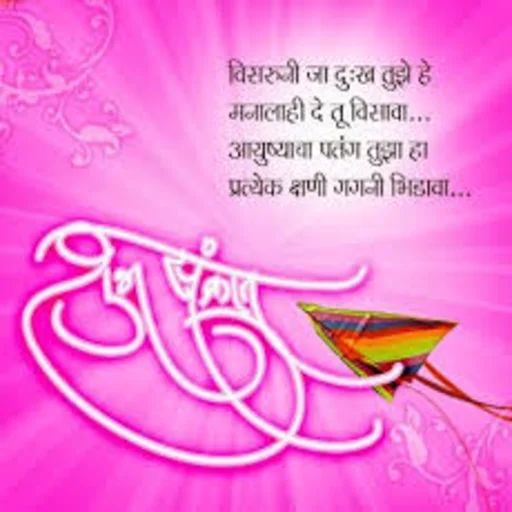 विसरुनी जा दुःख तुझे हे
मनालाही दे तू विसावा...
आयुष्याचा पतंग तुझा हा
प्रत्येक क्षणी गगनी भिडावा...
शुभ संक्रांत